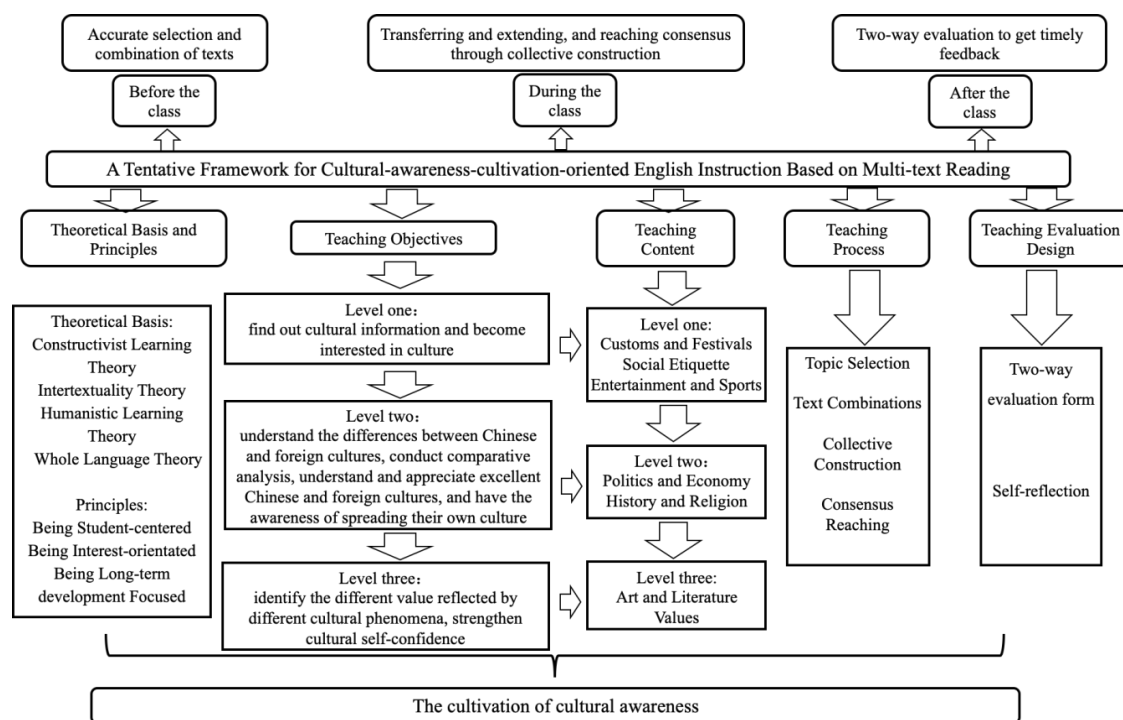 Accurate selection and
combination of texts
Transferring and extending, and reaching consensus
through collective construction
Two-way evaluation to get timely
feedback
Before the
class
During the
class
After the
class
A Tentative Framework for Cultural-awareness-cultivation-oriented English Instruction Based on Multi-text Reading
Theoretical Basis and
Principles
Teaching Objectives
Teaching
Content
Teaching
Process
Teaching Evaluation
Design
Theoretical Basis:
Constructivist Learning
Theory
Intertextuality Theory
Humanistic Learning
Theory
Whole Language Theory
Principles:
Being Student-centered
Being Interest-orientated
Being Long-term
development Focused
Level one：
find out cultural information and become
interested in culture
Level two：
understand the differences between Chinese
and foreign cultures, conduct comparative
analysis, understand and appreciate excellent
Chinese and foreign cultures, and have the
awareness of spreading their own culture
Level three：
identify the different value reflected by
different cultural phenomena, strengthen
cultural self-confidence
Level one:
Customs and Festivals
Social Etiquette
Entertainment and Sports
Level two：
Politics and Economy
History and Religion
Level three:
Art and Literature
Values
Topic Selection
Text Combinations
Collective
Construction
Consensus
Reaching
Two-way
evaluation form
Self-reflection
The cultivation of cultural awareness